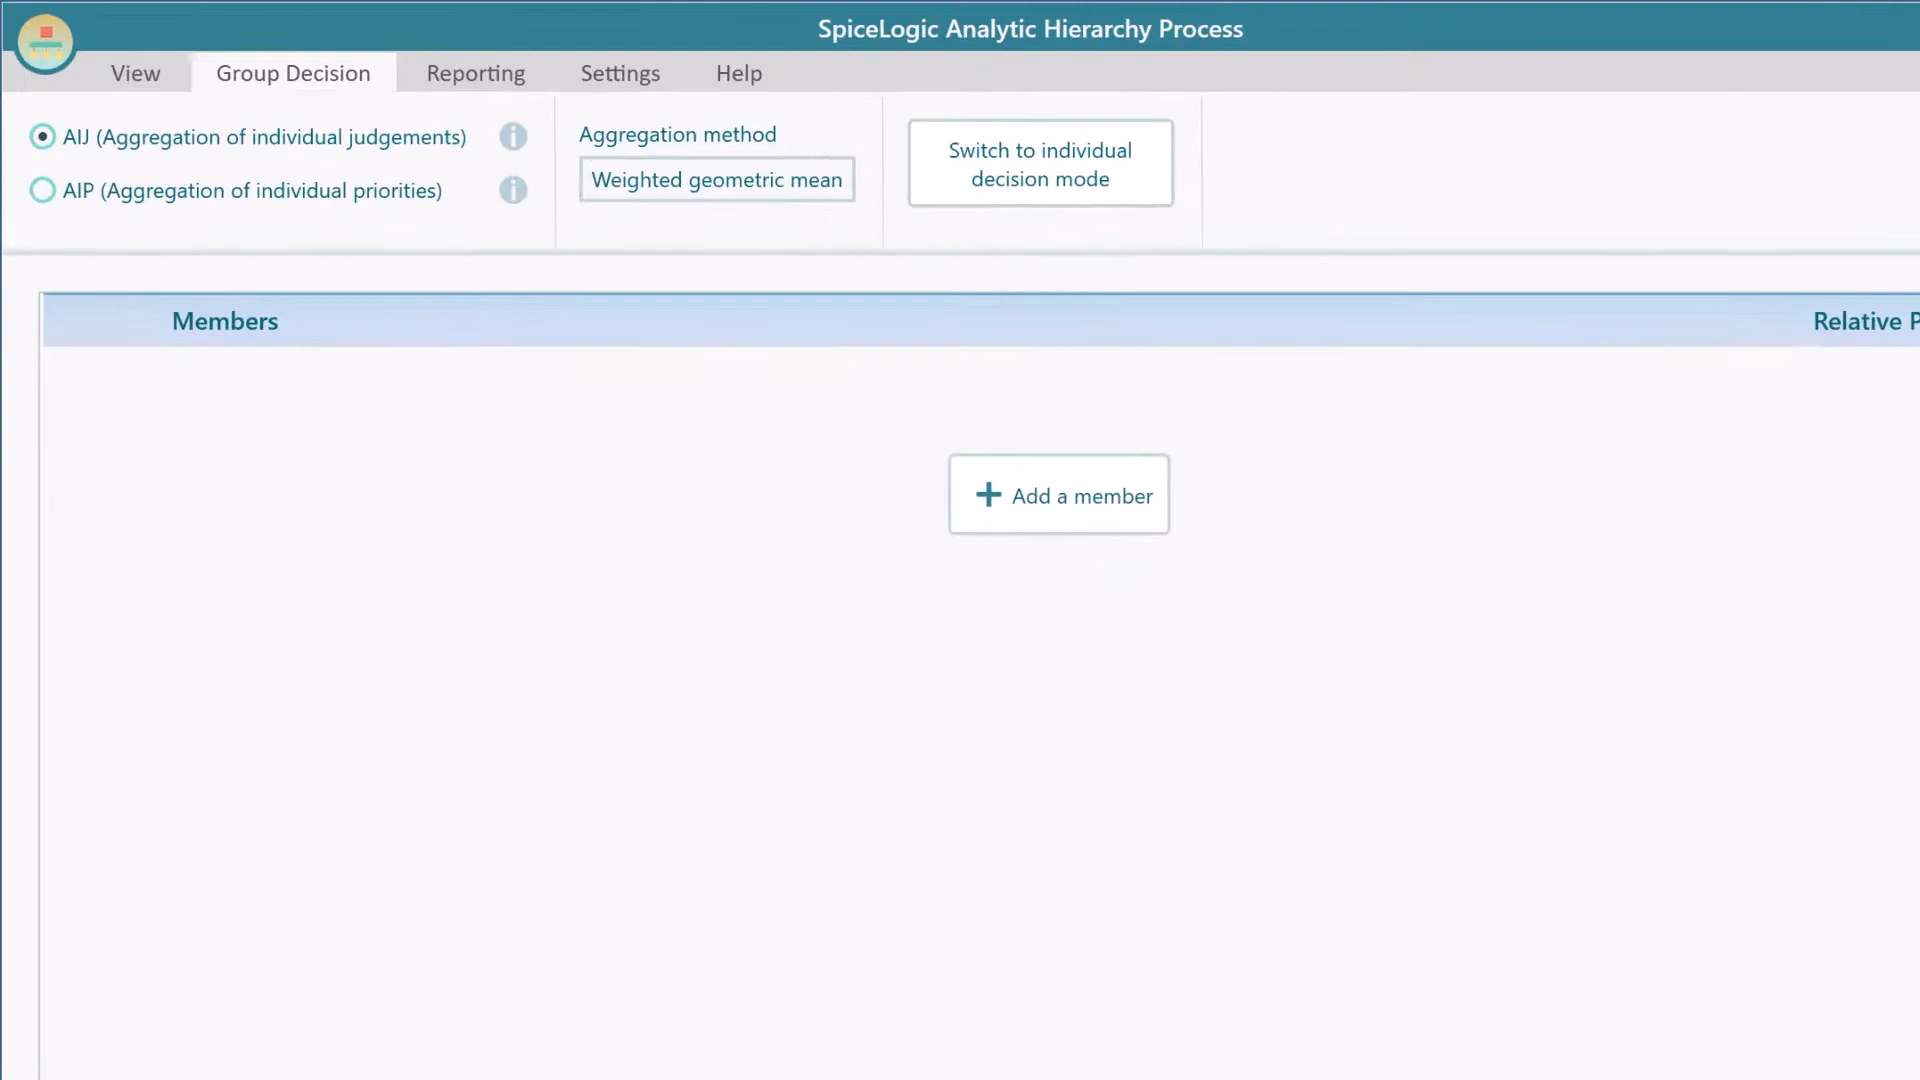 SpiceLogic Analytic Hierarchy Process
View Group Decision Reporting Settings Help
AIJ (Aggregation of individual judgements)
AIP (Aggregation of individual priorities)
Aggregation method
Weighted geometric mean
Switch to individual
decision mode
Members Relative P
Add a member